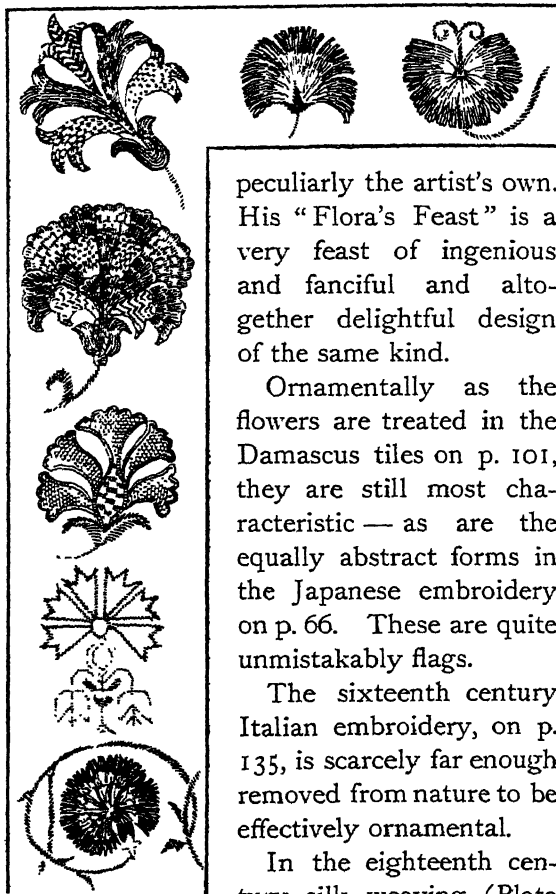 peculiarly the artist's own.
His “Flora's Feast” is a
very feast of ingenious
and fanciful and alto-
gether delightful design
of the same kind.
Ornamentally as the
flowers are treated in the
Damascus tiles on p. 101,
they are still most cha-
racteristic — as are the
equally abstract forms in
the Japanese embroidery
on p. 66. These are quite
unmistakably flags.
The sixteenth century
Italian embroidery, on p.
135, is scarcely far enough
removed from nature to be
effectively ornamental.
In the eighteenth cen-